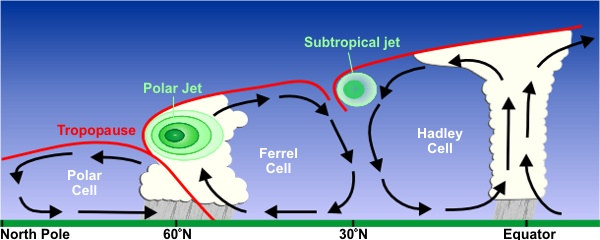 Subtropical jet
Polar Jet
Tropopause
Polar
Cell
Ferrel
Cell
Hadley
Cell
North Pole
60°N
30°N
Equator